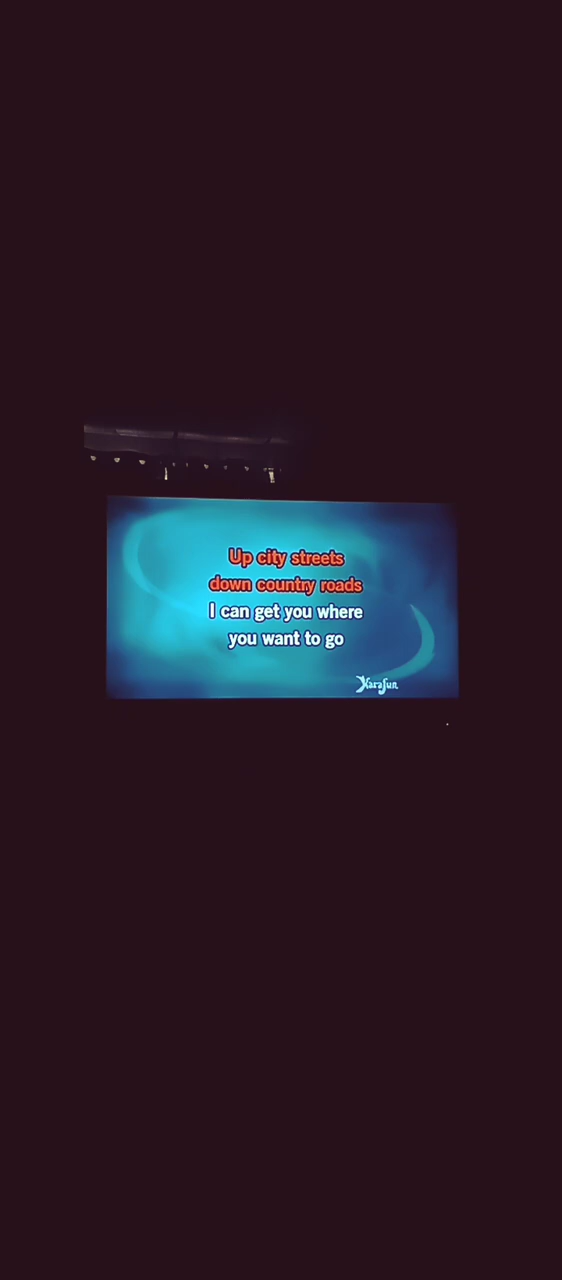 Up city streets
down country roads
I can get you where
you want to go
KaraFun